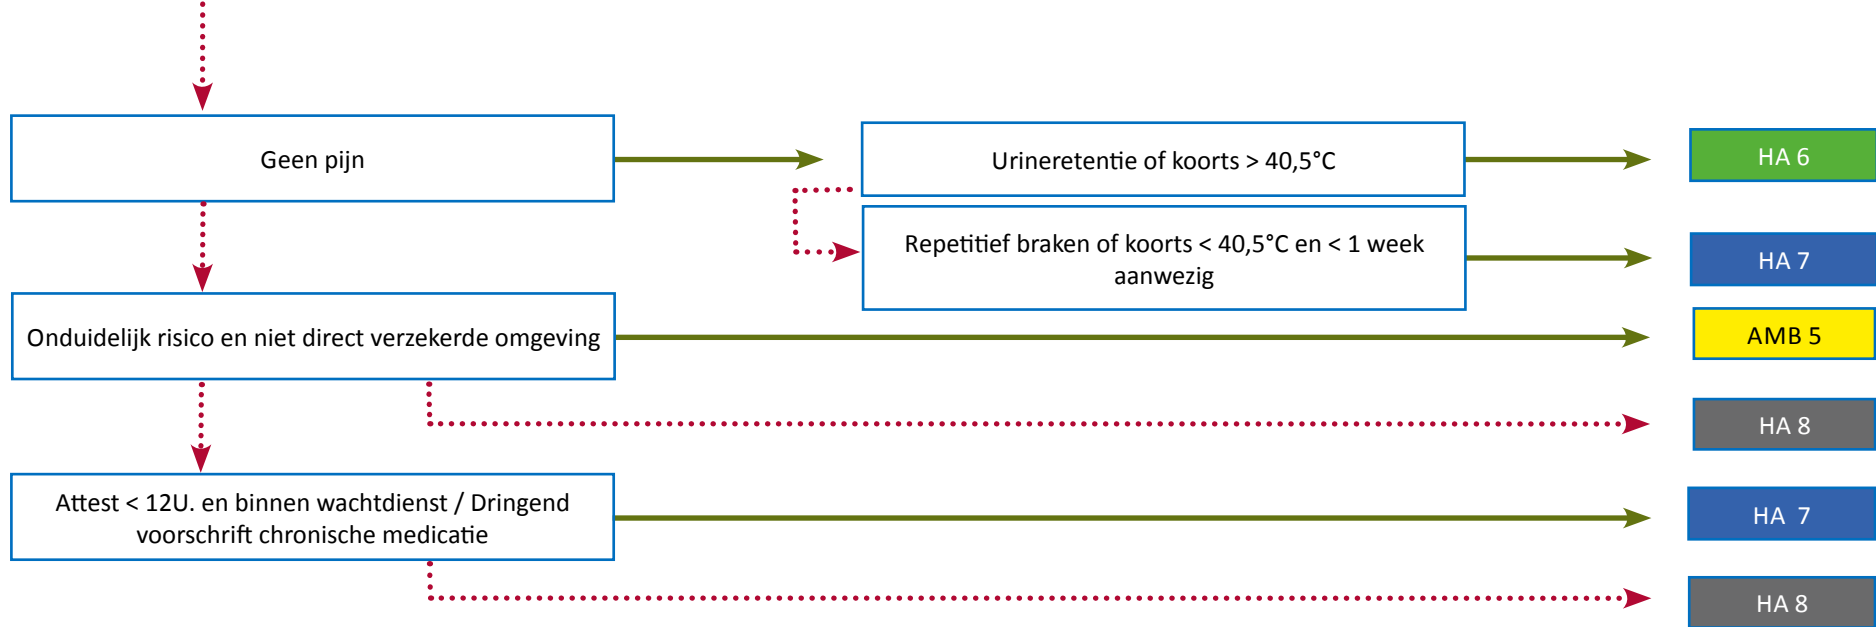 Geen pijn
Urineretentie of koorts > 40,5°C
HA 6
Repetitief braken of koorts < 40,5°C en < 1 week
aanwezig
HA 7
Onduidelijk risico en niet direct verzekerde omgeving
AMB 5
HA 8
Attest < 12U. en binnen wachtdienst / Dringend
voorschrift chronische medicatie
HA 7
HA 8